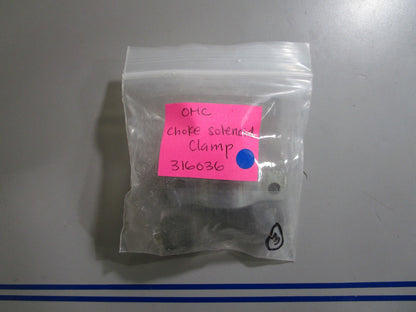 OMC
choke solenoid
Clamp
316036